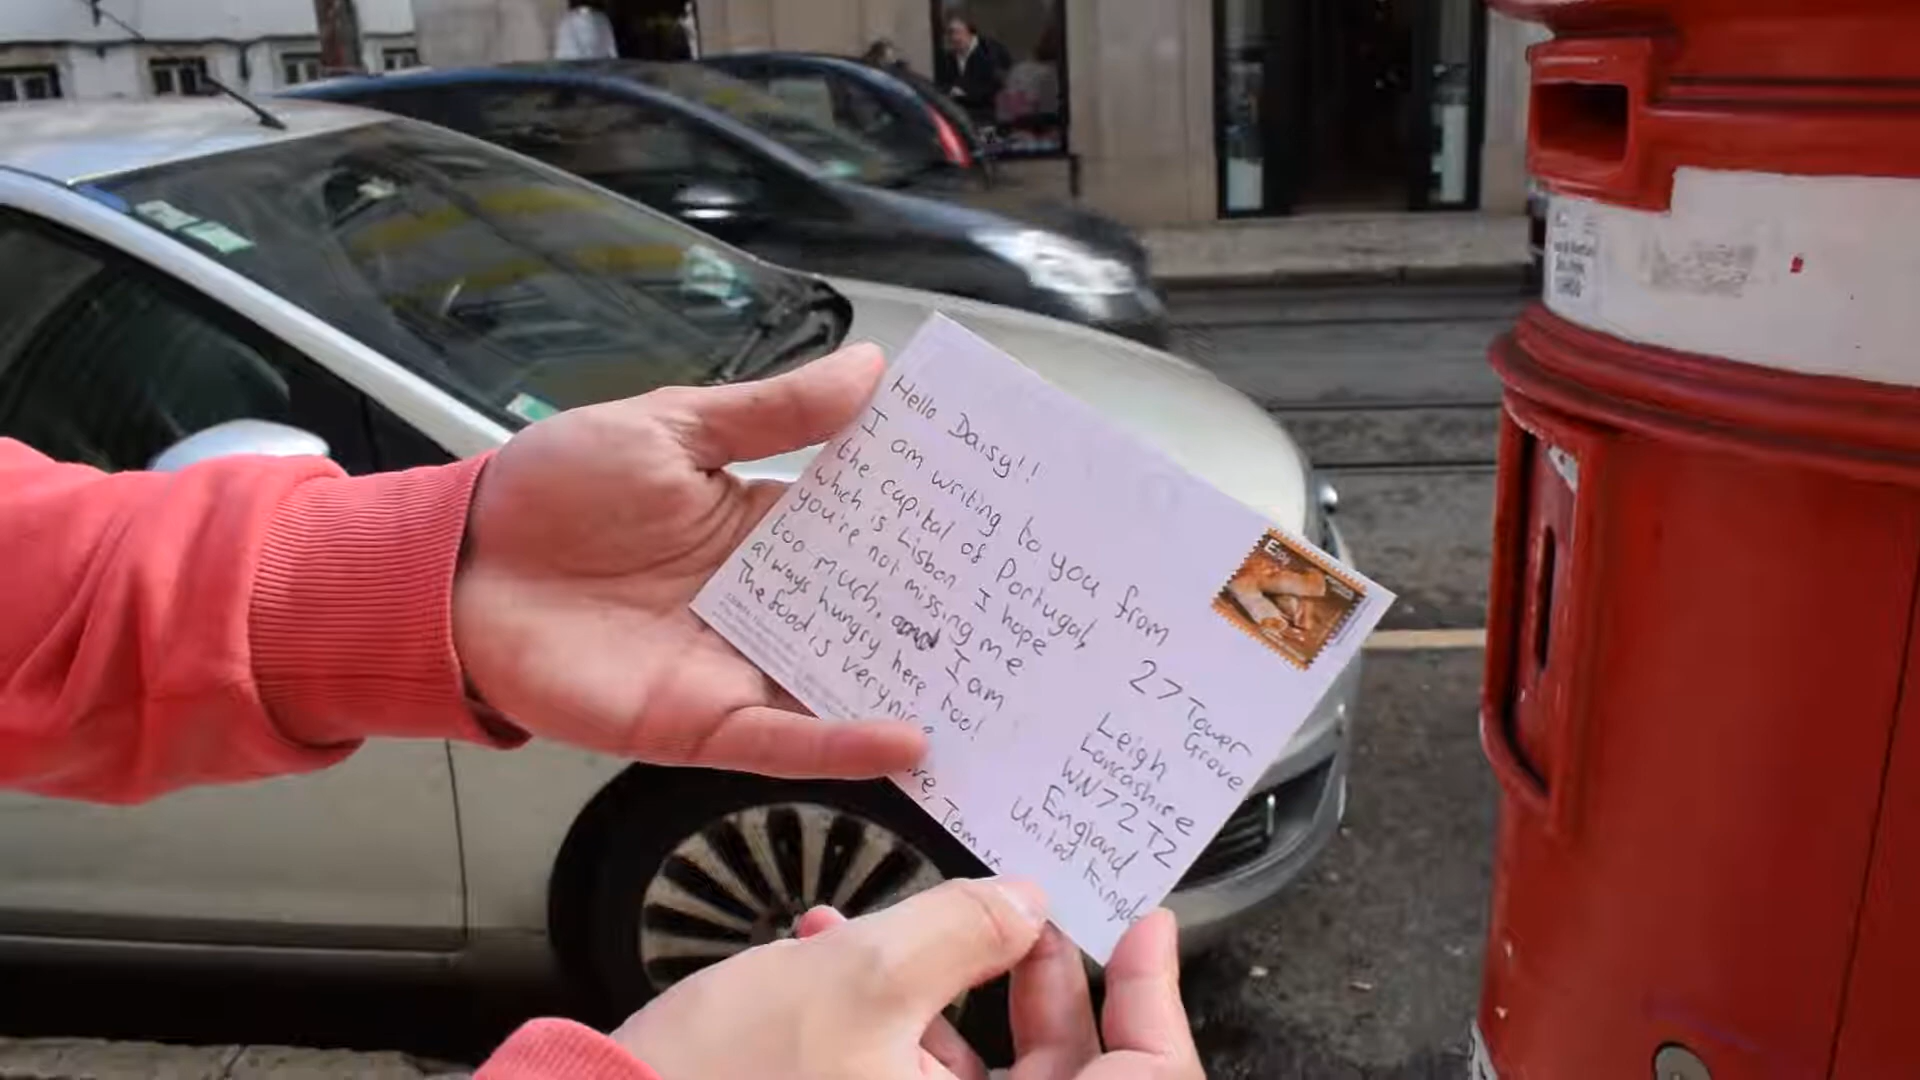 Hello Daisy!!
I am writing to you from
the capital of Portugal,
which is Lisbon. I hope
you're not missing me
too much, and I am
always hungry here too!
The food is very nice
Tom
27 Tower
Grove
Leigh
Lancashire
WN7 2TZ
England
United